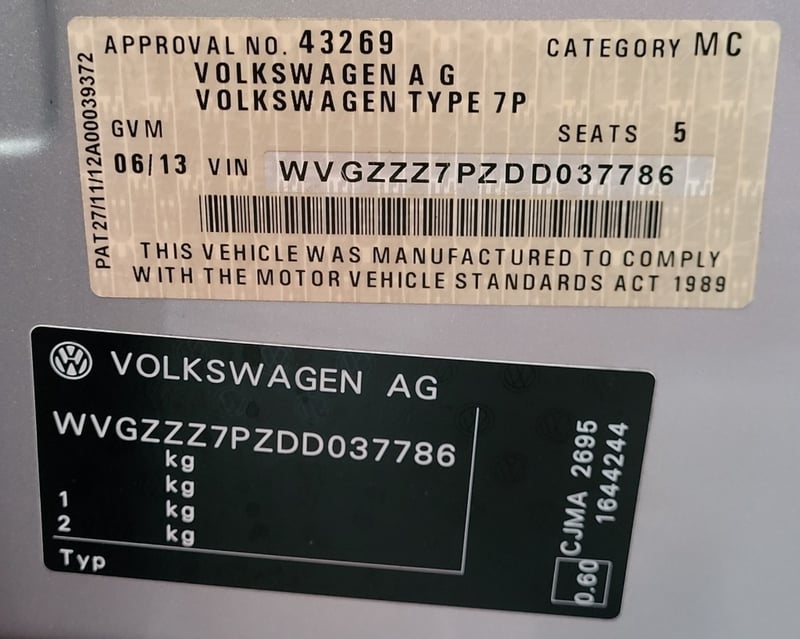 APPROVAL NO. 43269 CATEGORY MC
VOLKSWAGEN A G
VOLKSWAGEN TYPE 7P
GVM SEATS 5
06/13 VIN WVGZZZ7PZDD037786
THIS VEHICLE WAS MANUFACTURED TO COMPLY
WITH THE MOTOR VEHICLE STANDARDS ACT 1989
PAT27/11/12A00039372
VOLKSWAGEN AG
WVGZZZ7PZDD037786
kg
kg
1 kg
2 kg
Typ
CJMA 2695
1644244
0.60